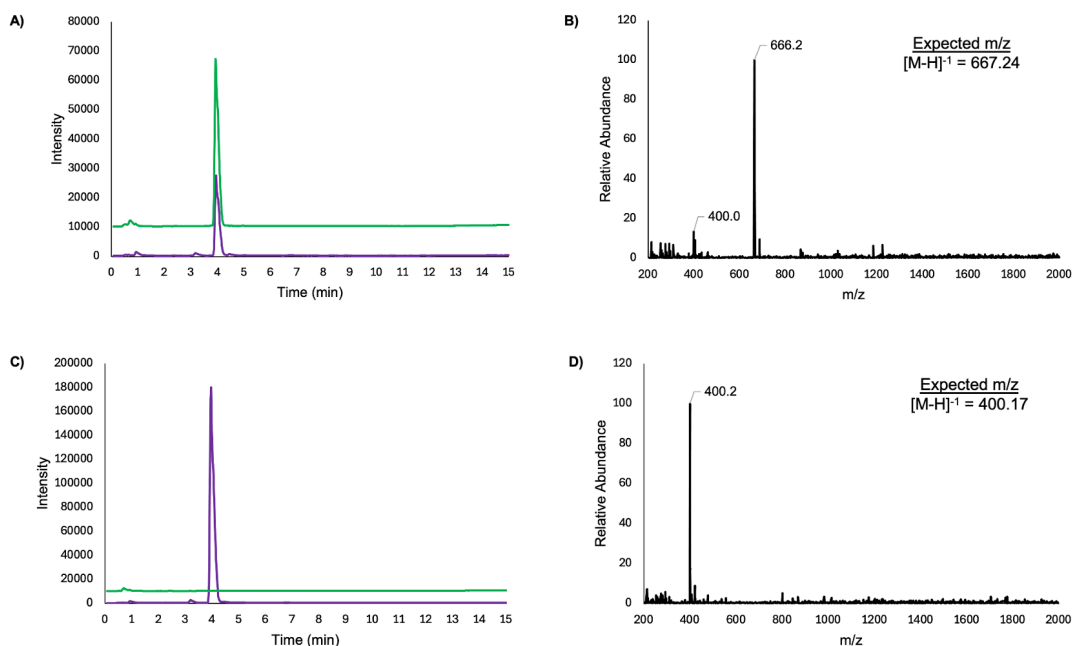 A)
80000
70000
60000
50000
40000
30000
20000
10000
0
Intensity
0 1 2 3 4 5 6 7 8 9 10 11 12 13 14 15
Time (min)
B)
120
100
80
60
40
20
0
Relative Abundance
666.2
400.0
Expected m/z
[M-H]-1 = 667.24
200 400 600 800 1000 1200 1400 1600 1800 2000
m/z
C)
200000
180000
160000
140000
120000
100000
80000
60000
40000
20000
0
Intensity
0 1 2 3 4 5 6 7 8 9 10 11 12 13 14 15
Time (min)
D)
120
100
80
60
40
20
0
Relative Abundance
400.2
Expected m/z
[M-H]-1 = 400.17
200 400 600 800 1000 1200 1400 1600 1800 2000
m/z